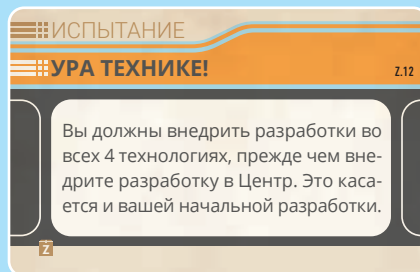 ИСПЫТАНИЕ
УРА ТЕХНИКЕ!
Z.12
Вы должны внедрить разработки во
всех 4 технологиях, прежде чем вне-
дрите разработку в Центр. Это каса-
ется и вашей начальной разработки.
Z